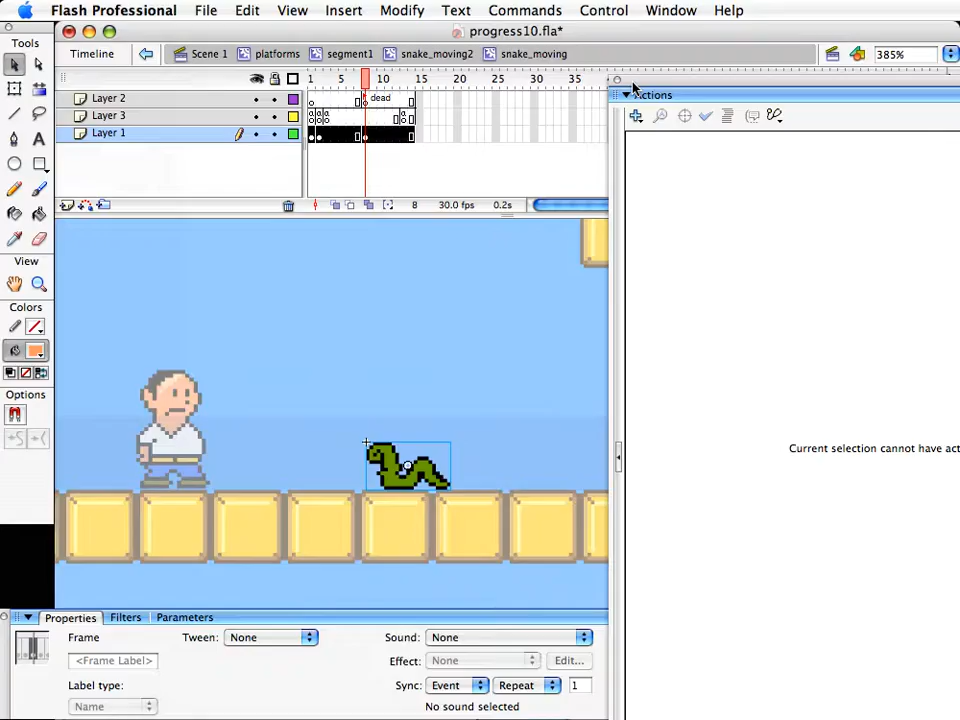 Flash Professional File Edit View Insert Modify Text Commands Control Window Help
progress10.fla*
Tools
Timeline Scene 1 platforms segment1 snake_moving2 snake_moving 385%
1 5 10 15 20 25 30 35
Layer 2 dead
Actions
Layer 3
Layer 1
8 30.0 fps 0.2s
View
Colors
Options
Current selection cannot have act
Properties Filters Parameters
Frame Tween: None Sound: None
<Frame Label> Effect: None Edit...
Label type: Sync: Event Repeat 1
Name No sound selected